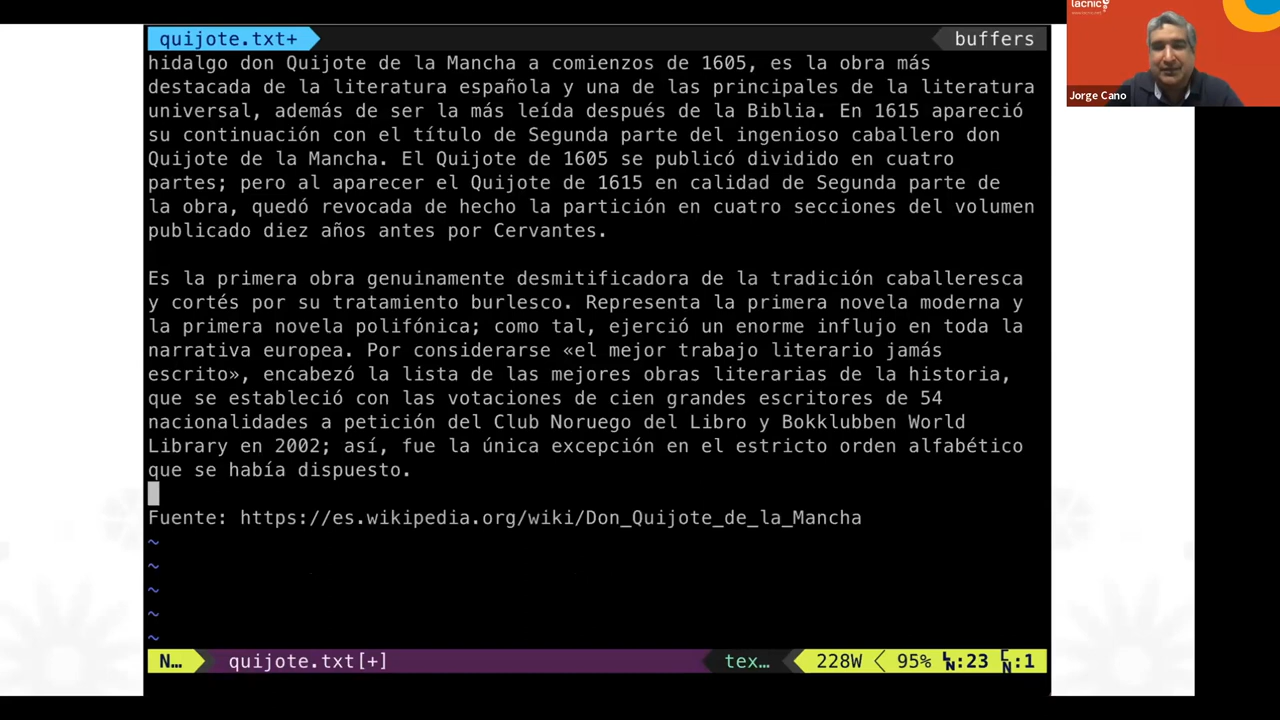 quijote.txt+ buffers
lacnic
Jorge Cano
hidalgo don Quijote de la Mancha a comienzos de 1605, es la obra más
destacada de la literatura española y una de las principales de la literatura
universal, además de ser la más leída después de la Biblia. En 1615 apareció
su continuación con el título de Segunda parte del ingenioso caballero don
Quijote de la Mancha. El Quijote de 1605 se publicó dividido en cuatro
partes; pero al aparecer el Quijote de 1615 en calidad de Segunda parte de
la obra, quedó revocada de hecho la partición en cuatro secciones del volumen
publicado diez años antes por Cervantes.
Es la primera obra genuinamente desmitificadora de la tradición caballeresca
y cortés por su tratamiento burlesco. Representa la primera novela moderna y
la primera novela polifónica; como tal, ejerció un enorme influjo en toda la
narrativa europea. Por considerarse «el mejor trabajo literario jamás
escrito», encabezó la lista de las mejores obras literarias de la historia,
que se estableció con las votaciones de cien grandes escritores de 54
nacionalidades a petición del Club Noruego del Libro y Bokklubben World
Library en 2002; así, fue la única excepción en el estricto orden alfabético
que se había dispuesto.
Fuente: https://es.wikipedia.org/wiki/Don_Quijote_de_la_Mancha
~
~
~
~
~
N… quijote.txt[+] tex… 228W 95% LN:23 CN:1